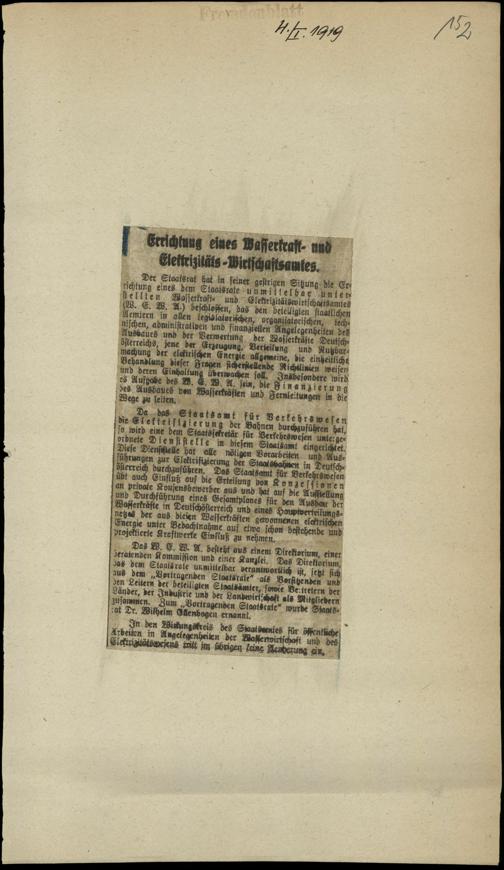 Fremdenblatt
4./I. 1919
152
Errichtung eines Wasserkraft- und
Elektrizitäts-Wirtschaftsamtes.
Der Staatsrat hat in seiner gestrigen Sitzung die Er-
richtung eines dem Staatsrate unmittelbar unter-
stellten Wasserkraft- und Elektrizitätswirtschaftsamtes
(W. E. W. A.) beschlossen, das den beteiligten staatlichen
Aemtern in allen legislatorischen, organisatorischen, tech-
nischen, administrativen und finanziellen Angelegenheiten des
Ausbaues und der Verwertung der Wasserkräfte Deutsch-
österreichs, jene der Erzeugung, Verteilung und Nutzbar-
machung der elektrischen Energie allgemeine, die einheitliche
Behandlung dieser Fragen sicherstellende Richtlinien weisen
und deren Einhaltung überwachen soll. Insbesondere wird
es Aufgabe des W. E. W. A. sein, die Finanzierung
des Ausbaues von Wasserkräften und Fernleitungen in die
Wege zu leiten.
Da das Staatsamt für Verkehrswesen
die Elektrifizierung der Bahnen durchzuführen hat,
so wird eine dem Staatssekretär für Verkehrswesen unterge-
ordnete Dienststelle in diesem Staatsamt eingerichtet.
Diese Dienststelle hat alle nötigen Vorarbeiten und Aus-
führungen zur Elektrifizierung der Staatsbahnen in Deutsch-
österreich durchzuführen. Das Staatsamt für Verkehrswesen
übt auch Einfluß auf die Erteilung von Konzessionen
an private Konsensbewerber aus und hat auf die Aufstellung
und Durchführung eines Gesamtplanes für den Ausbau der
Wasserkräfte in Deutschösterreich und eines Hauptverteilungs-
netzes der aus diesen Wasserkräften gewonnenen elektrischen
Energie unter Bedachtnahme auf etwa schon bestehende und
projektierte Kraftwerke Einfluß zu nehmen.
Das W. E. W. A. besteht aus einem Direktorium, einer
beratenden Kommission und einer Kanzlei. Das Direktorium,
das dem Staatsrate unmittelbar verantwortlich ist, setzt sich
aus dem „Vortragenden Staatsrate" als Vorsitzenden und
den Leitern der beteiligten Staatsämter, sowie Vertretern der
Länder, der Industrie und der Landwirtschaft als Mitgliedern
zusammen. Zum „Vortragenden Staatsrate" wurde Staats-
rat Dr. Wilhelm Ellenbogen ernannt.
In den Wirkungskreis des Staatsamtes für öffentliche
Arbeiten in Angelegenheiten der Wasserwirtschaft und des
Elektrizitätswesens tritt im übrigen keine Aenderung ein.